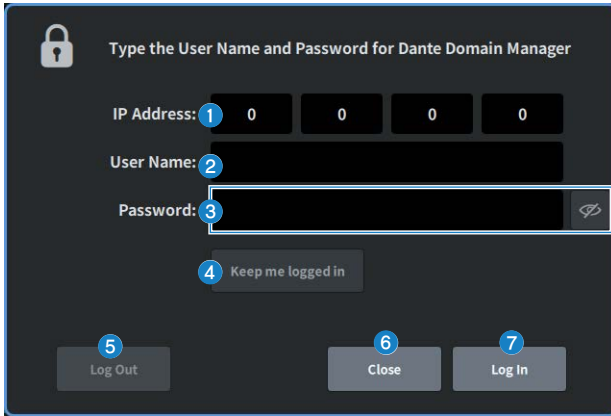 Type the User Name and Password for Dante Domain Manager
IP Address: 1 0 0 0 0
User Name: 2
Password: 3
4 Keep me logged in
5 6 7
Log Out Close Log In